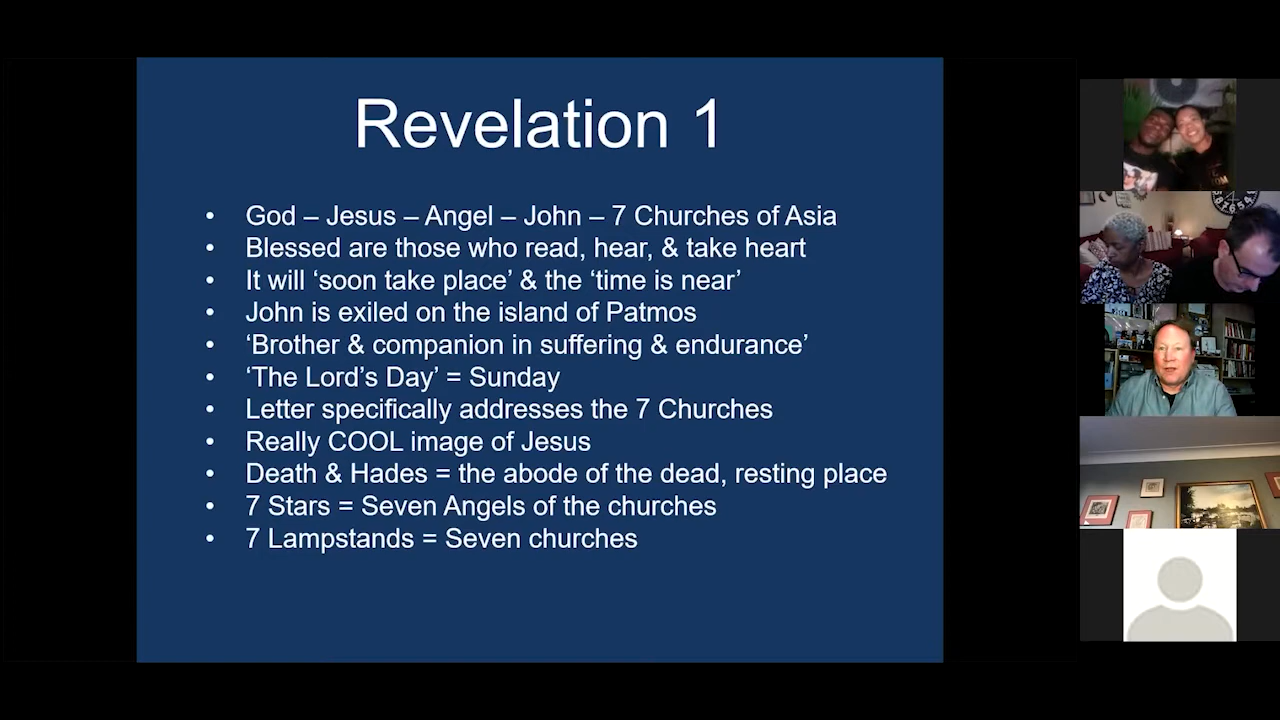 Revelation 1
• God – Jesus – Angel – John – 7 Churches of Asia
• Blessed are those who read, hear, & take heart
• It will ‘soon take place’ & the ‘time is near’
• John is exiled on the island of Patmos
• ‘Brother & companion in suffering & endurance’
• ‘The Lord’s Day’ = Sunday
• Letter specifically addresses the 7 Churches
• Really COOL image of Jesus
• Death & Hades = the abode of the dead, resting place
• 7 Stars = Seven Angels of the churches
• 7 Lampstands = Seven churches